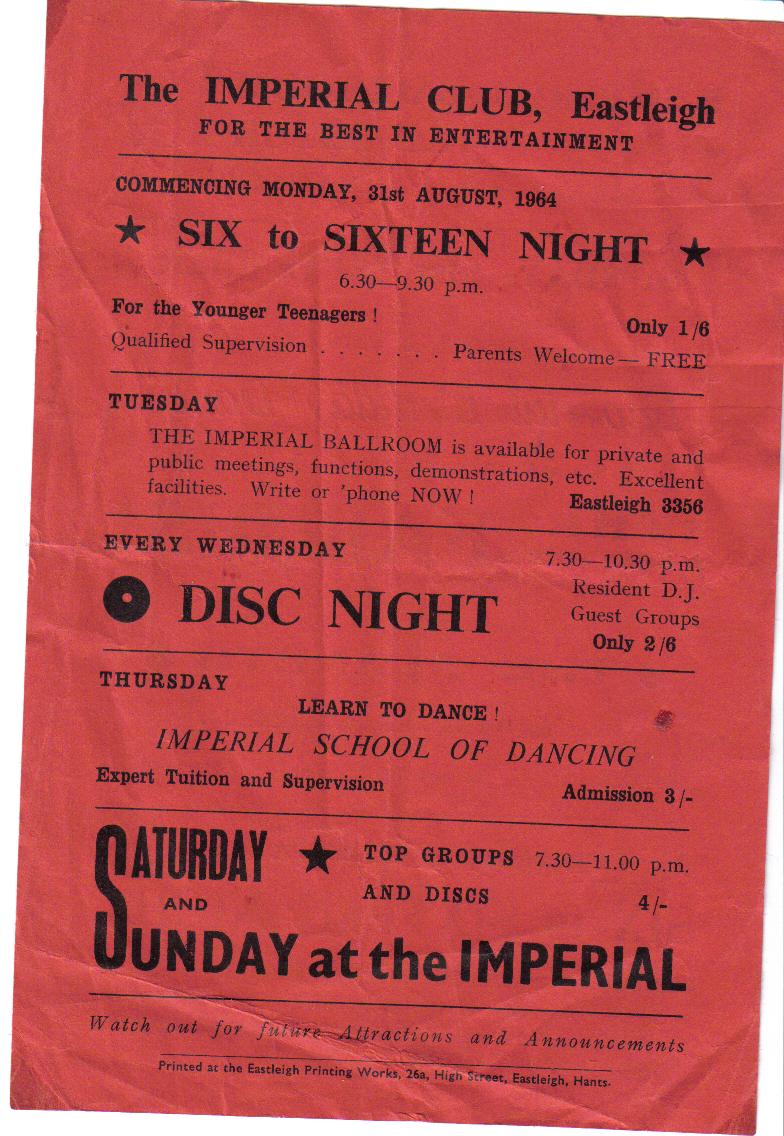 The IMPERIAL CLUB, Eastleigh
FOR THE BEST IN ENTERTAINMENT
COMMENCING MONDAY, 31st AUGUST, 1964
★ SIX to SIXTEEN NIGHT ★
6.30—9.30 p.m.
For the Younger Teenagers !
Only 1/6
Qualified Supervision . . . . . . . Parents Welcome — FREE
TUESDAY
THE IMPERIAL BALLROOM is available for private and
public meetings, functions, demonstrations, etc. Excellent
facilities. Write or 'phone NOW ! Eastleigh 3356
EVERY WEDNESDAY
7.30—10.30 p.m.
DISC NIGHT
Resident D.J.
Guest Groups
Only 2/6
THURSDAY
LEARN TO DANCE !
IMPERIAL SCHOOL OF DANCING
Expert Tuition and Supervision
Admission 3/-
SATURDAY ★ TOP GROUPS 7.30—11.00 p.m.
AND
AND DISCS 4/-
SUNDAY at the IMPERIAL
Watch out for future Attractions and Announcements
Printed at the Eastleigh Printing Works, 26a, High Street, Eastleigh, Hants.